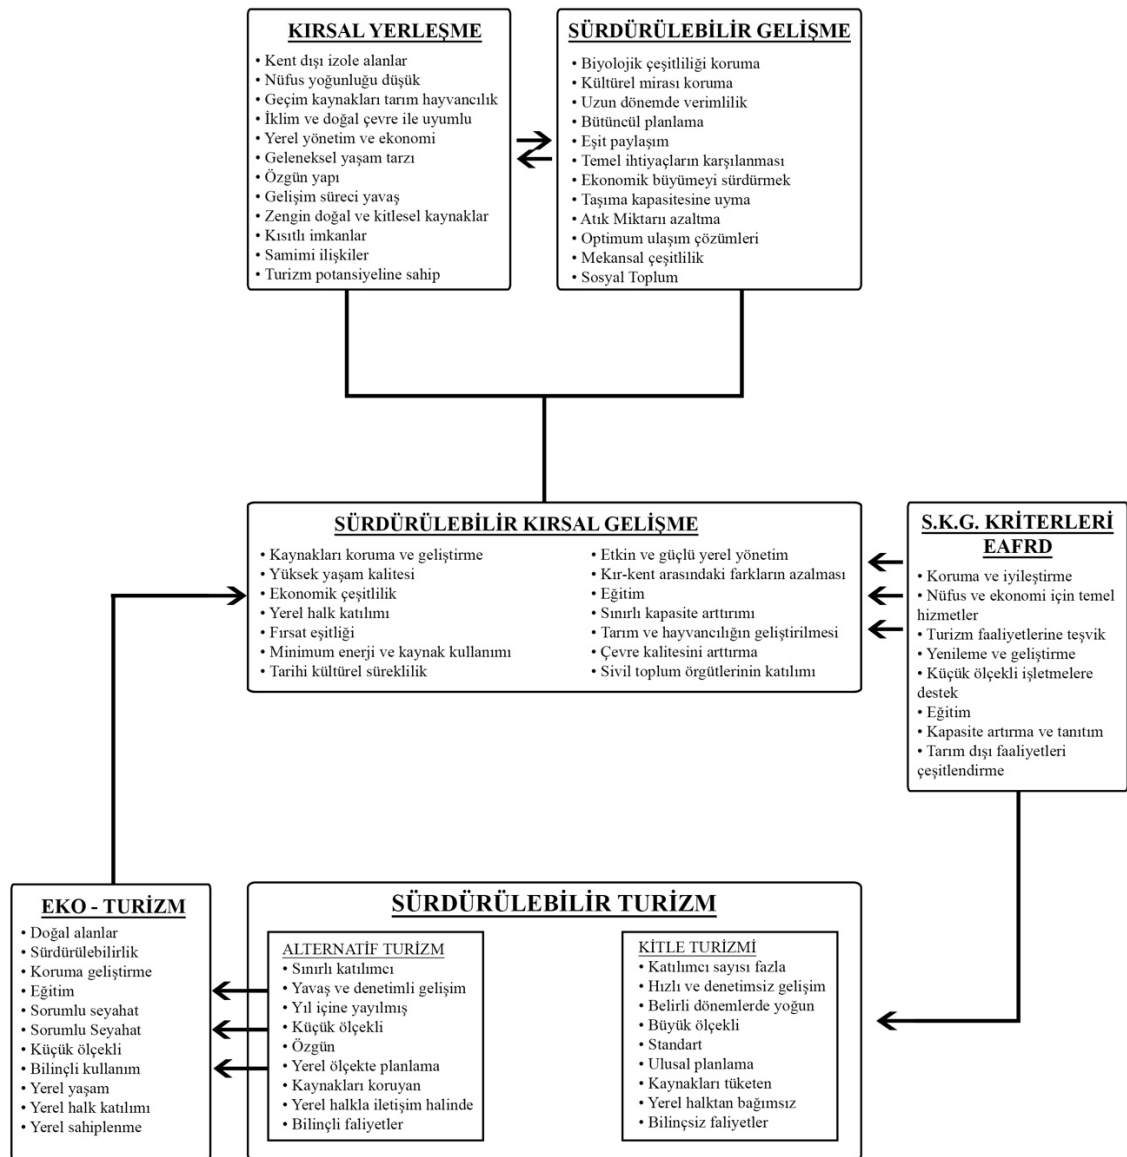 KIRSAL YERLEŞME
• Kent dışı izole alanlar
• Nüfus yoğunluğu düşük
• Geçim kaynakları tarım hayvancılık
• İklim ve doğal çevre ile uyumlu
• Yerel yönetim ve ekonomi
• Geleneksel yaşam tarzı
• Özgün yapı
• Gelişim süreci yavaş
• Zengin doğal ve kitlesel kaynaklar
• Kısıtlı imkanlar
• Samimi ilişkiler
• Turizm potansiyeline sahip
SÜRDÜRÜLEBİLİR GELİŞME
• Biyolojik çeşitliliği koruma
• Kültürel mirası koruma
• Uzun dönemde verimlilik
• Bütüncül planlama
• Eşit paylaşım
• Temel ihtiyaçların karşılanması
• Ekonomik büyümeyi sürdürmek
• Taşıma kapasitesine uyma
• Atık Miktarıı azaltma
• Optimum ulaşım çözümleri
• Mekansal çeşitlilik
• Sosyal Toplum
SÜRDÜRÜLEBİLİR KIRSAL GELİŞME
• Kaynakları koruma ve geliştirme
• Yüksek yaşam kalitesi
• Ekonomik çeşitlilik
• Yerel halk katılımı
• Fırsat eşitliği
• Minimum enerji ve kaynak kullanımı
• Tarihi kültürel süreklilik
• Etkin ve güçlü yerel yönetim
• Kır-kent arasındaki farkların azalması
• Eğitim
• Sınırlı kapasite arttırımı
• Tarım ve hayvancılığın geliştirilmesi
• Çevre kalitesini arttırma
• Sivil toplum örgütlerinin katılımı
S.K.G. KRİTERLERİ
EAFRD
• Koruma ve iyileştirme
• Nüfus ve ekonomi için temel
hizmetler
• Turizm faaliyetlerine teşvik
• Yenileme ve geliştirme
• Küçük ölçekli işletmelere
destek
• Eğitim
• Kapasite artırma ve tanıtım
• Tarım dışı faaliyetleri
çeşitlendirme
EKO - TURİZM
• Doğal alanlar
• Sürdürülebilirlik
• Koruma geliştirme
• Eğitim
• Sorumlu seyahat
• Sorumlu Seyahat
• Küçük ölçekli
• Bilinçli kullanım
• Yerel yaşam
• Yerel halk katılımı
• Yerel sahiplenme
SÜRDÜRÜLEBİLİR TURİZM
ALTERNATİF TURİZM
• Sınırlı katılımcı
• Yavaş ve denetimli gelişim
• Yıl içine yayılmış
• Küçük ölçekli
• Özgün
• Yerel ölçekte planlama
• Kaynakları koruyan
• Yerel halkla iletişim halinde
• Bilinçli faliyetler
KİTLE TURİZMİ
• Katılımcı sayısı fazla
• Hızlı ve denetimsiz gelişim
• Belirli dönemlerde yoğun
• Büyük ölçekli
• Standart
• Ulusal planlama
• Kaynakları tüketen
• Yerel halktan bağımsız
• Bilinçsiz faliyetler